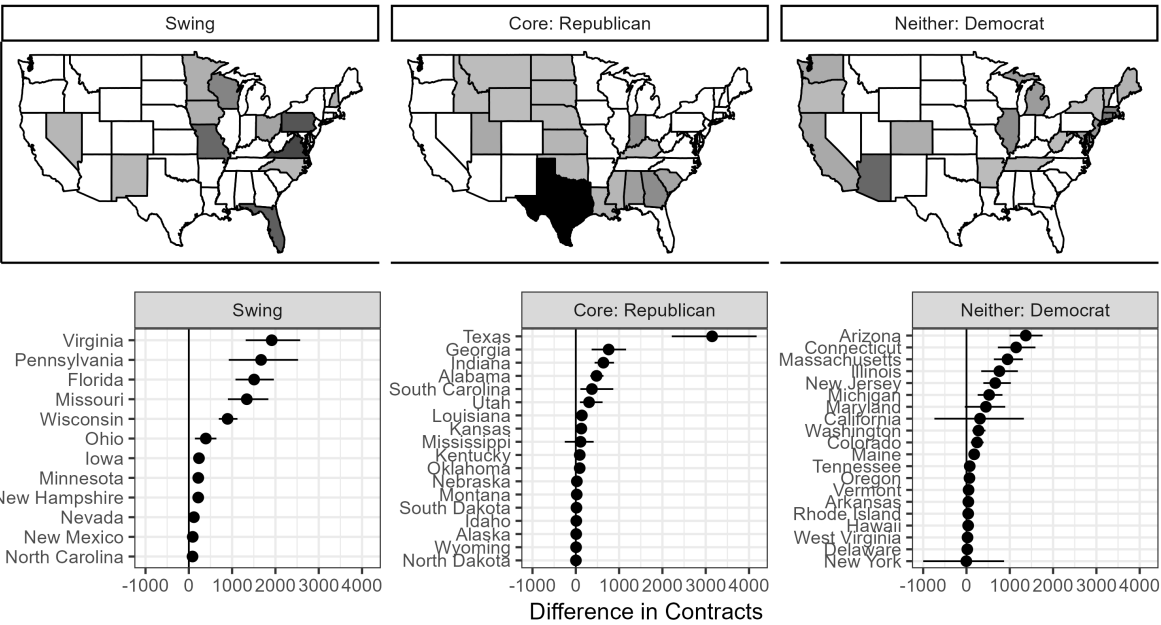 Swing
Core: Republican
Neither: Democrat
Swing
Virginia
Pennsylvania
Florida
Missouri
Wisconsin
Ohio
Iowa
Minnesota
New Hampshire
Nevada
New Mexico
North Carolina
-1000 0 1000 2000 3000 4000
Core: Republican
Texas
Georgia
Indiana
Alabama
South Carolina
Utah
Louisiana
Kansas
Mississippi
Kentucky
Oklahoma
Nebraska
Montana
South Dakota
Idaho
Alaska
Wyoming
North Dakota
-1000 0 1000 2000 3000 4000
Neither: Democrat
Arizona
Connecticut
Massachusetts
Illinois
New Jersey
Michigan
Maryland
California
Washington
Colorado
Maine
Tennessee
Oregon
Vermont
Arkansas
Rhode Island
Hawaii
West Virginia
Delaware
New York
-1000 0 1000 2000 3000 4000
Difference in Contracts